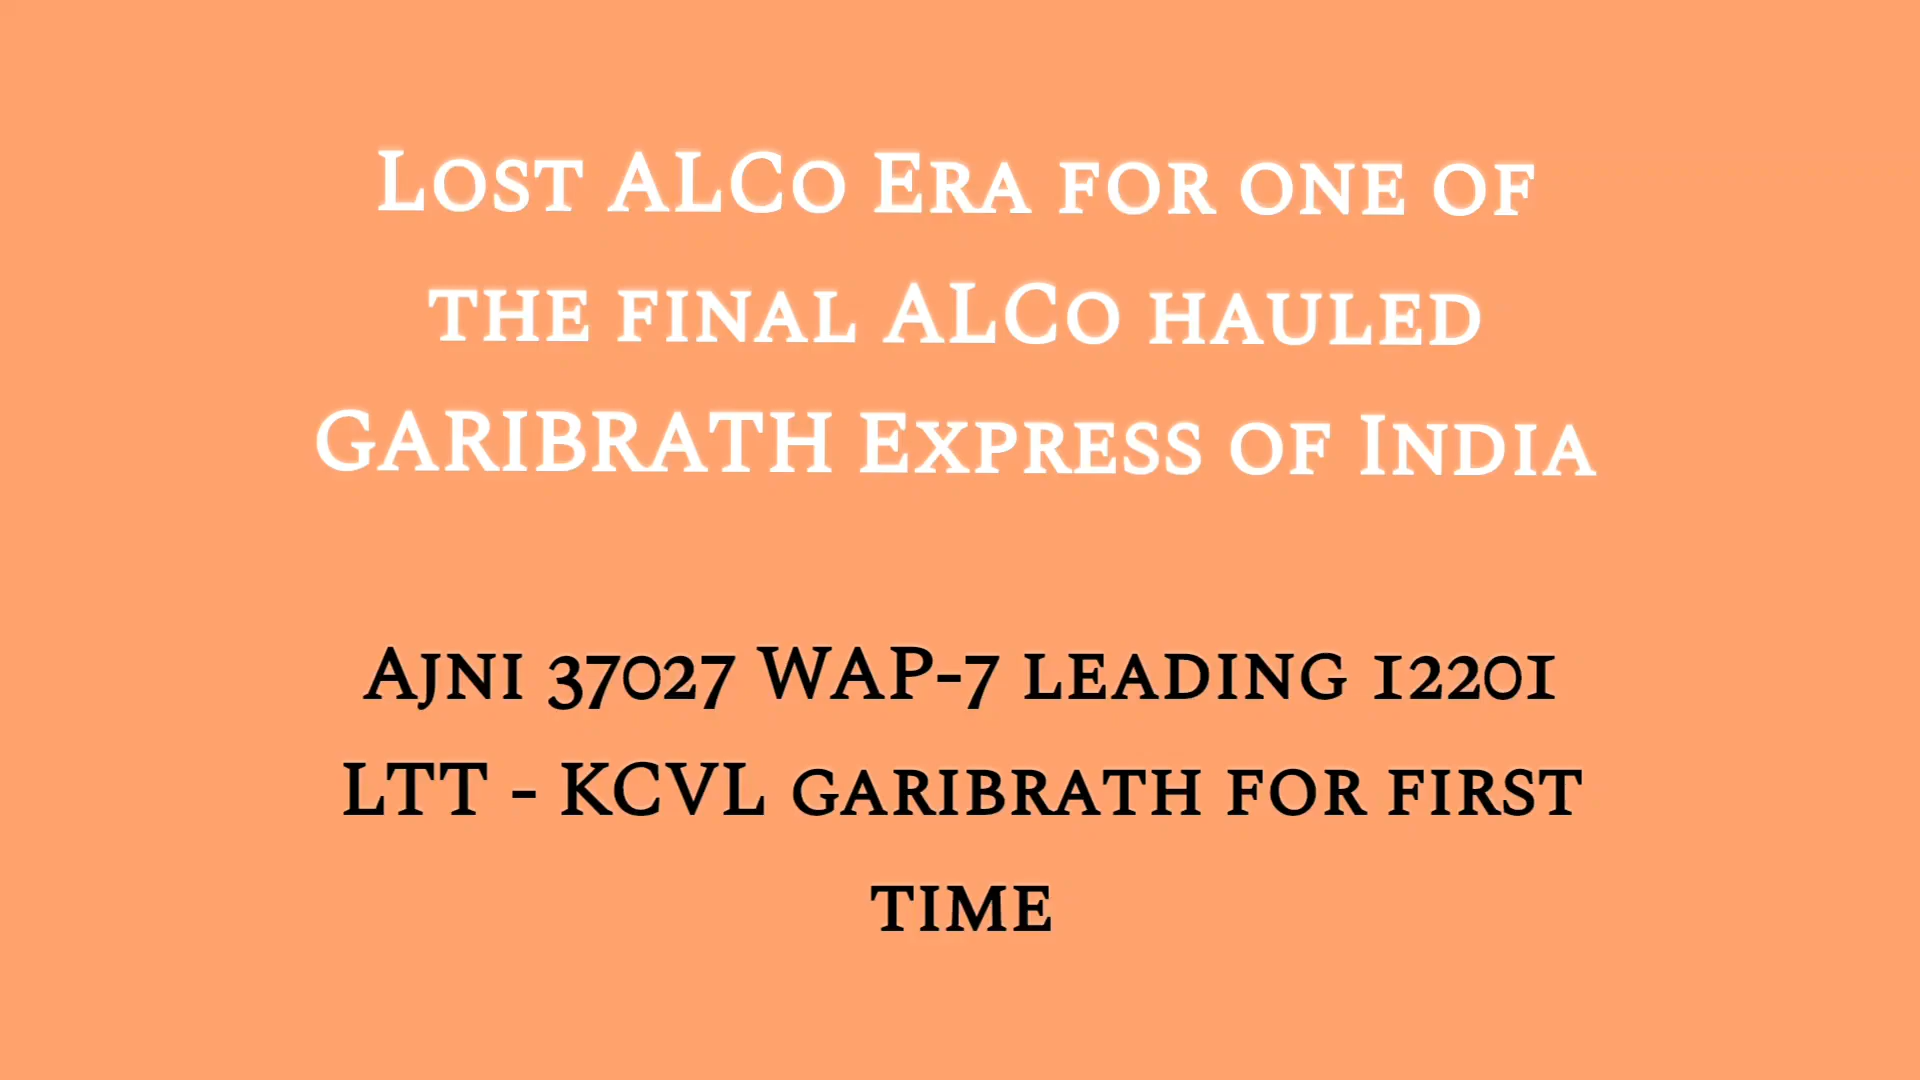 Lost ALCo Era for one of
the final ALCo hauled
GARIBRATH Express of India
Ajni 37027 WAP-7 leading 12201
LTT - KCVL garibrath for first
time